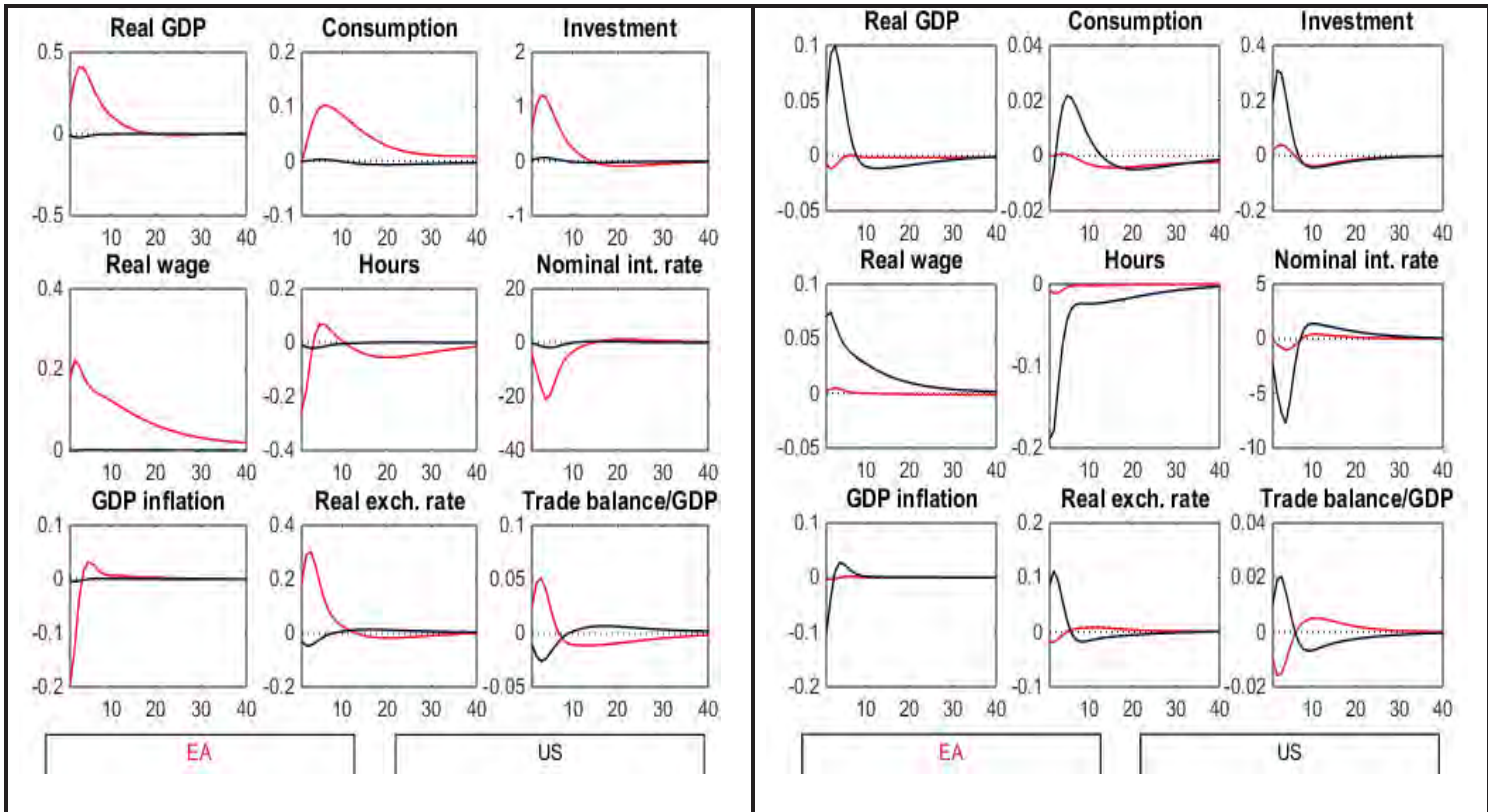 Real GDP Consumption Investment
0.5 0.2 2
0 0.1 1
0 0
-0.5 -0.1 -1
10 20 30 40 10 20 30 40 10 20 30 40
Real wage Hours Nominal int. rate
0.4 0.2 20
0.2 -0 0
-0.2 -20
0 -0.4 -40
10 20 30 40 10 20 30 40 10 20 30 40
GDP inflation Real exch. rate Trade balance/GDP
0.1 0.4 0.1
0 0.2 0.05
-0.1 0 0
-0.2 -0.2 -0.05
10 20 30 40 10 20 30 40 10 20 30 40
EA US
Real GDP Consumption Investment
0.1 0.04 0.4
0.05 0.02 0.2
0 0 0
-0.05 -0.02 -0.2
10 20 30 40 10 20 30 40 10 20 30 40
Real wage Hours Nominal int. rate
0.1 0 5
0.05 -0.1 0
0 -5
-0.05 -0.2 -10
10 20 30 40 10 20 30 40 10 20 30 40
GDP inflation Real exch. rate Trade balance/GDP
0.1 0.2 0.04
0 0.1 0.02
-0.1 0 0
-0.2 -0.1 -0.02
10 20 30 40 10 20 30 40 10 20 30 40
EA US